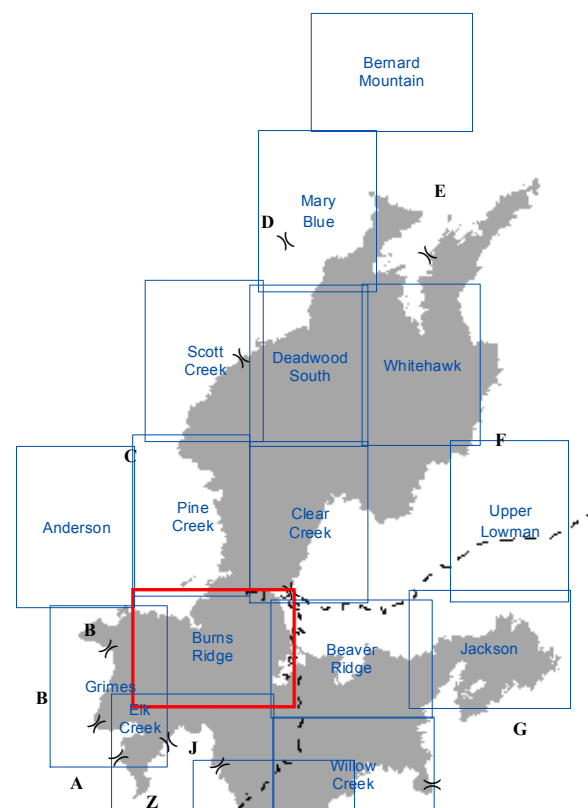 Bernard
Mountain
Mary
Blue
E
D
Scott
Creek
Deadwood
South
Whitehawk
C
F
Pine
Creek
Anderson
Clear
Creek
Upper
Lowman
B
Burns
Ridge
Beaver
Ridge
Jackson
B
Grimes
Elk
Creek
G
J
A
Willow
Creek
Z